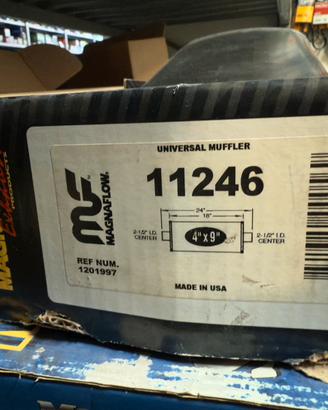 UNIVERSAL MUFFLER
11246
MAGNAFLOW.
24"
18"
2-1/2" I.D.
CENTER
4" x 9"
2-1/2" I.D.
CENTER
REF NUM.
1201997
MADE IN USA